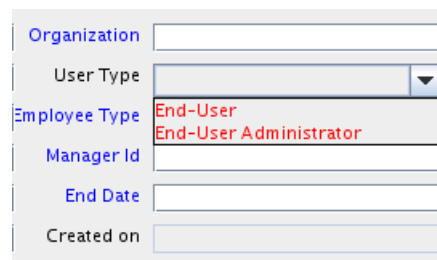 Organization
User Type
Employee Type
End-User
End-User Administrator
Manager Id
End Date
Created on